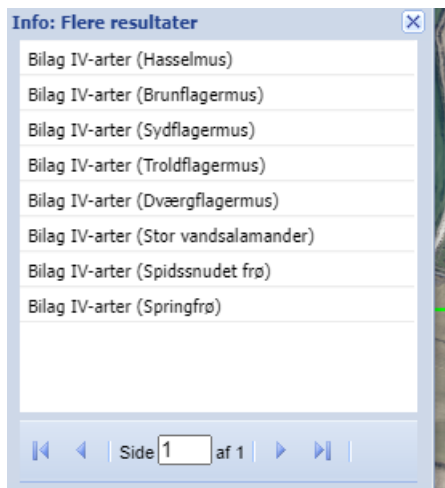 Info: Flere resultater
Bilag IV-arter (Hasselmus)
Bilag IV-arter (Brunflagermus)
Bilag IV-arter (Sydflagermus)
Bilag IV-arter (Troldflagermus)
Bilag IV-arter (Dværgflagermus)
Bilag IV-arter (Stor vandsalamander)
Bilag IV-arter (Spidssnudet frø)
Bilag IV-arter (Springfrø)
Side 1 af 1